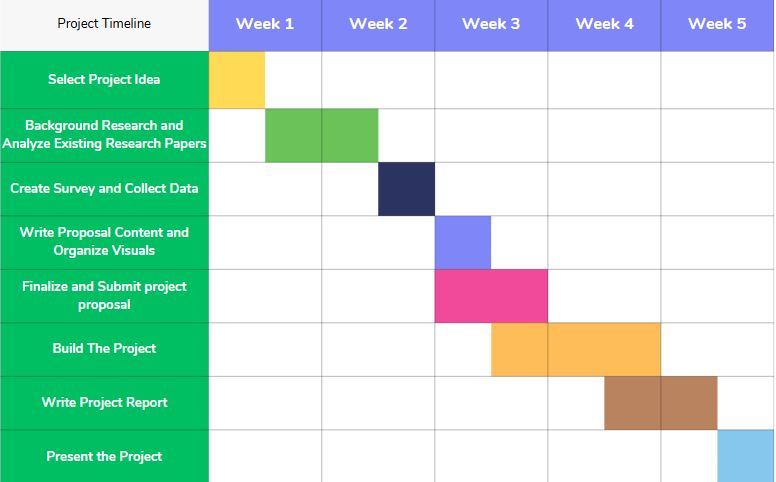 Project Timeline
Week 1
Week 2
Week 3
Week 4
Week 5
Select Project Idea
Background Research and
Analyze Existing Research Papers
Create Survey and Collect Data
Write Proposal Content and
Organize Visuals
Finalize and Submit project
proposal
Build The Project
Write Project Report
Present the Project